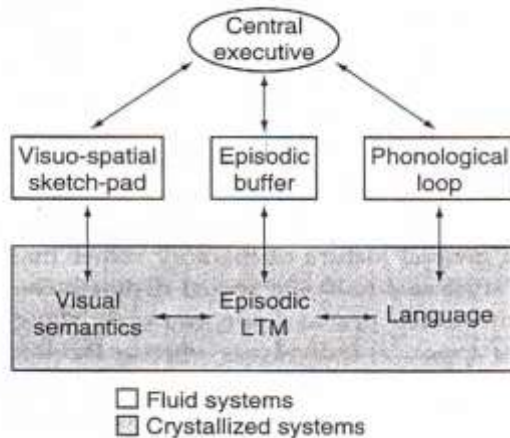 Central
executive
Visuo-spatial
sketch-pad
Episodic
buffer
Phonological
loop
Visual
semantics
Episodic
LTM
Language
Fluid systems
Crystallized systems